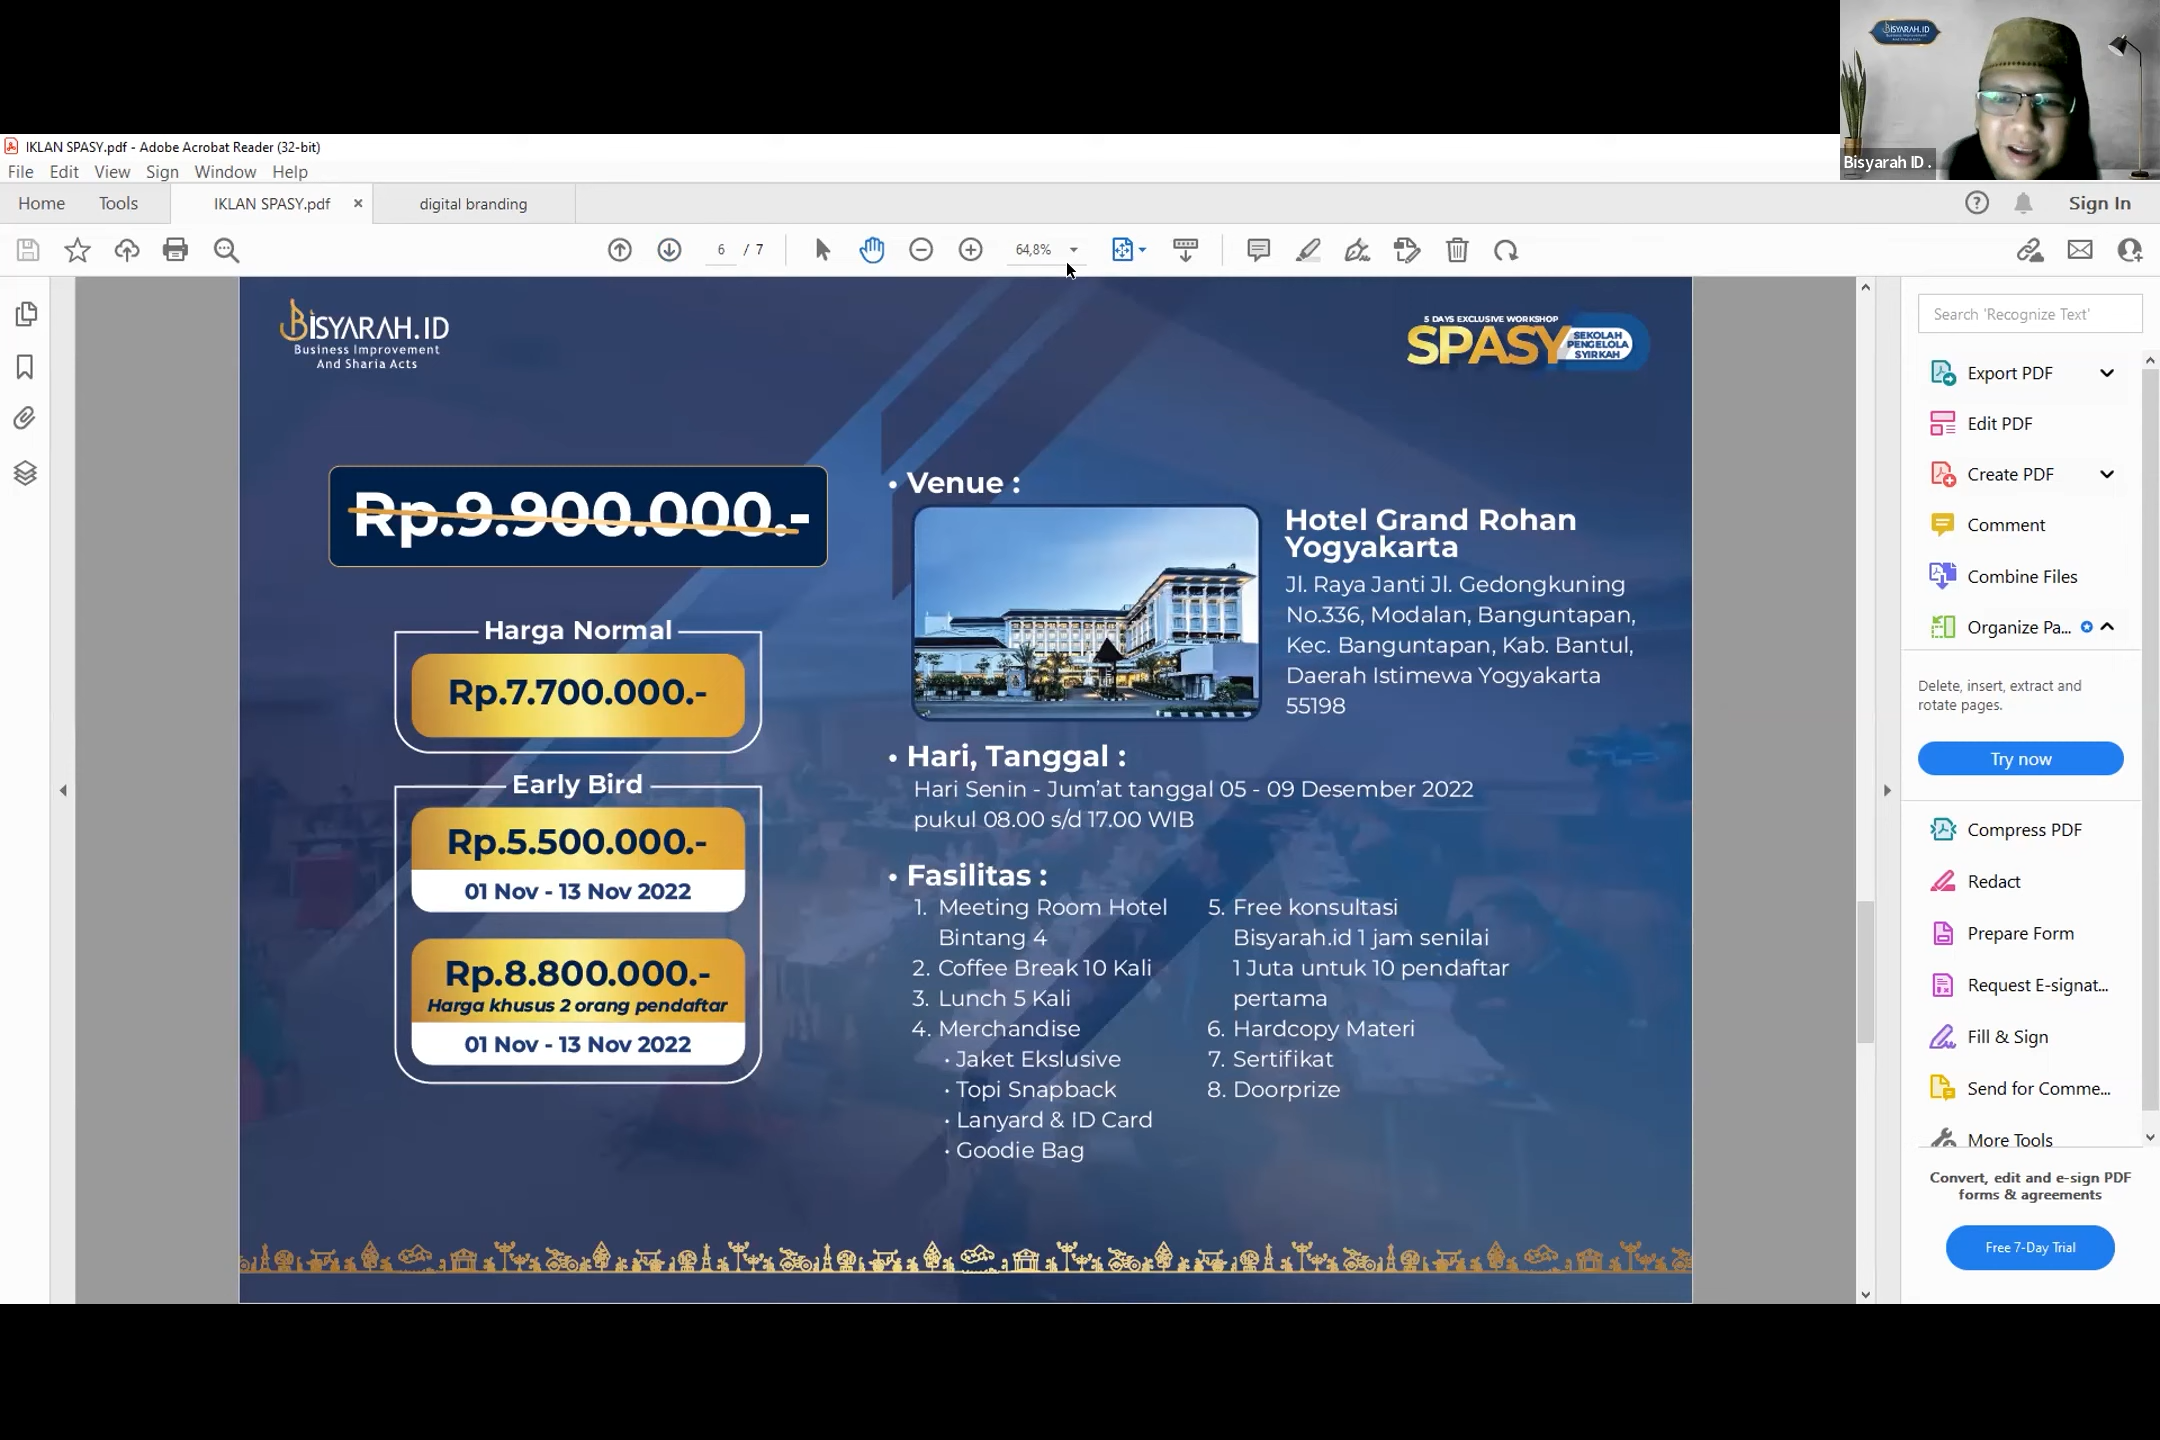 BISYARAH.ID
Bisyarah ID .
IKLAN SPASY.pdf - Adobe Acrobat Reader (32-bit)
File Edit View Sign Window Help
Home Tools IKLAN SPASY.pdf × digital branding Sign In
6 / 7 64,8%
BISYARAH.ID
Business Improvement
And Sharia Acts
5 DAYS EXCLUSIVE WORKSHOP
SPASY
SEKOLAH
PENGELOLA
SYIRKAH
Rp.9.900.000.-
Harga Normal
Rp.7.700.000.-
Early Bird
Rp.5.500.000.-
01 Nov - 13 Nov 2022
Rp.8.800.000.-
Harga khusus 2 orang pendaftar
01 Nov - 13 Nov 2022
• Venue :
Hotel Grand Rohan
Yogyakarta
Jl. Raya Janti Jl. Gedongkuning
No.336, Modalan, Banguntapan,
Kec. Banguntapan, Kab. Bantul,
Daerah Istimewa Yogyakarta
55198
• Hari, Tanggal :
Hari Senin - Jum'at tanggal 05 - 09 Desember 2022
pukul 08.00 s/d 17.00 WIB
• Fasilitas :
1. Meeting Room Hotel
Bintang 4
2. Coffee Break 10 Kali
3. Lunch 5 Kali
4. Merchandise
• Jaket Ekslusive
• Topi Snapback
• Lanyard & ID Card
• Goodie Bag
5. Free konsultasi
Bisyarah.id 1 jam senilai
1 Juta untuk 10 pendaftar
pertama
6. Hardcopy Materi
7. Sertifikat
8. Doorprize
Search 'Recognize Text'
Export PDF
Edit PDF
Create PDF
Comment
Combine Files
Organize Pa...
Delete, insert, extract and
rotate pages.
Try now
Compress PDF
Redact
Prepare Form
Request E-signat...
Fill & Sign
Send for Comme...
More Tools
Convert, edit and e-sign PDF
forms & agreements
Free 7-Day Trial